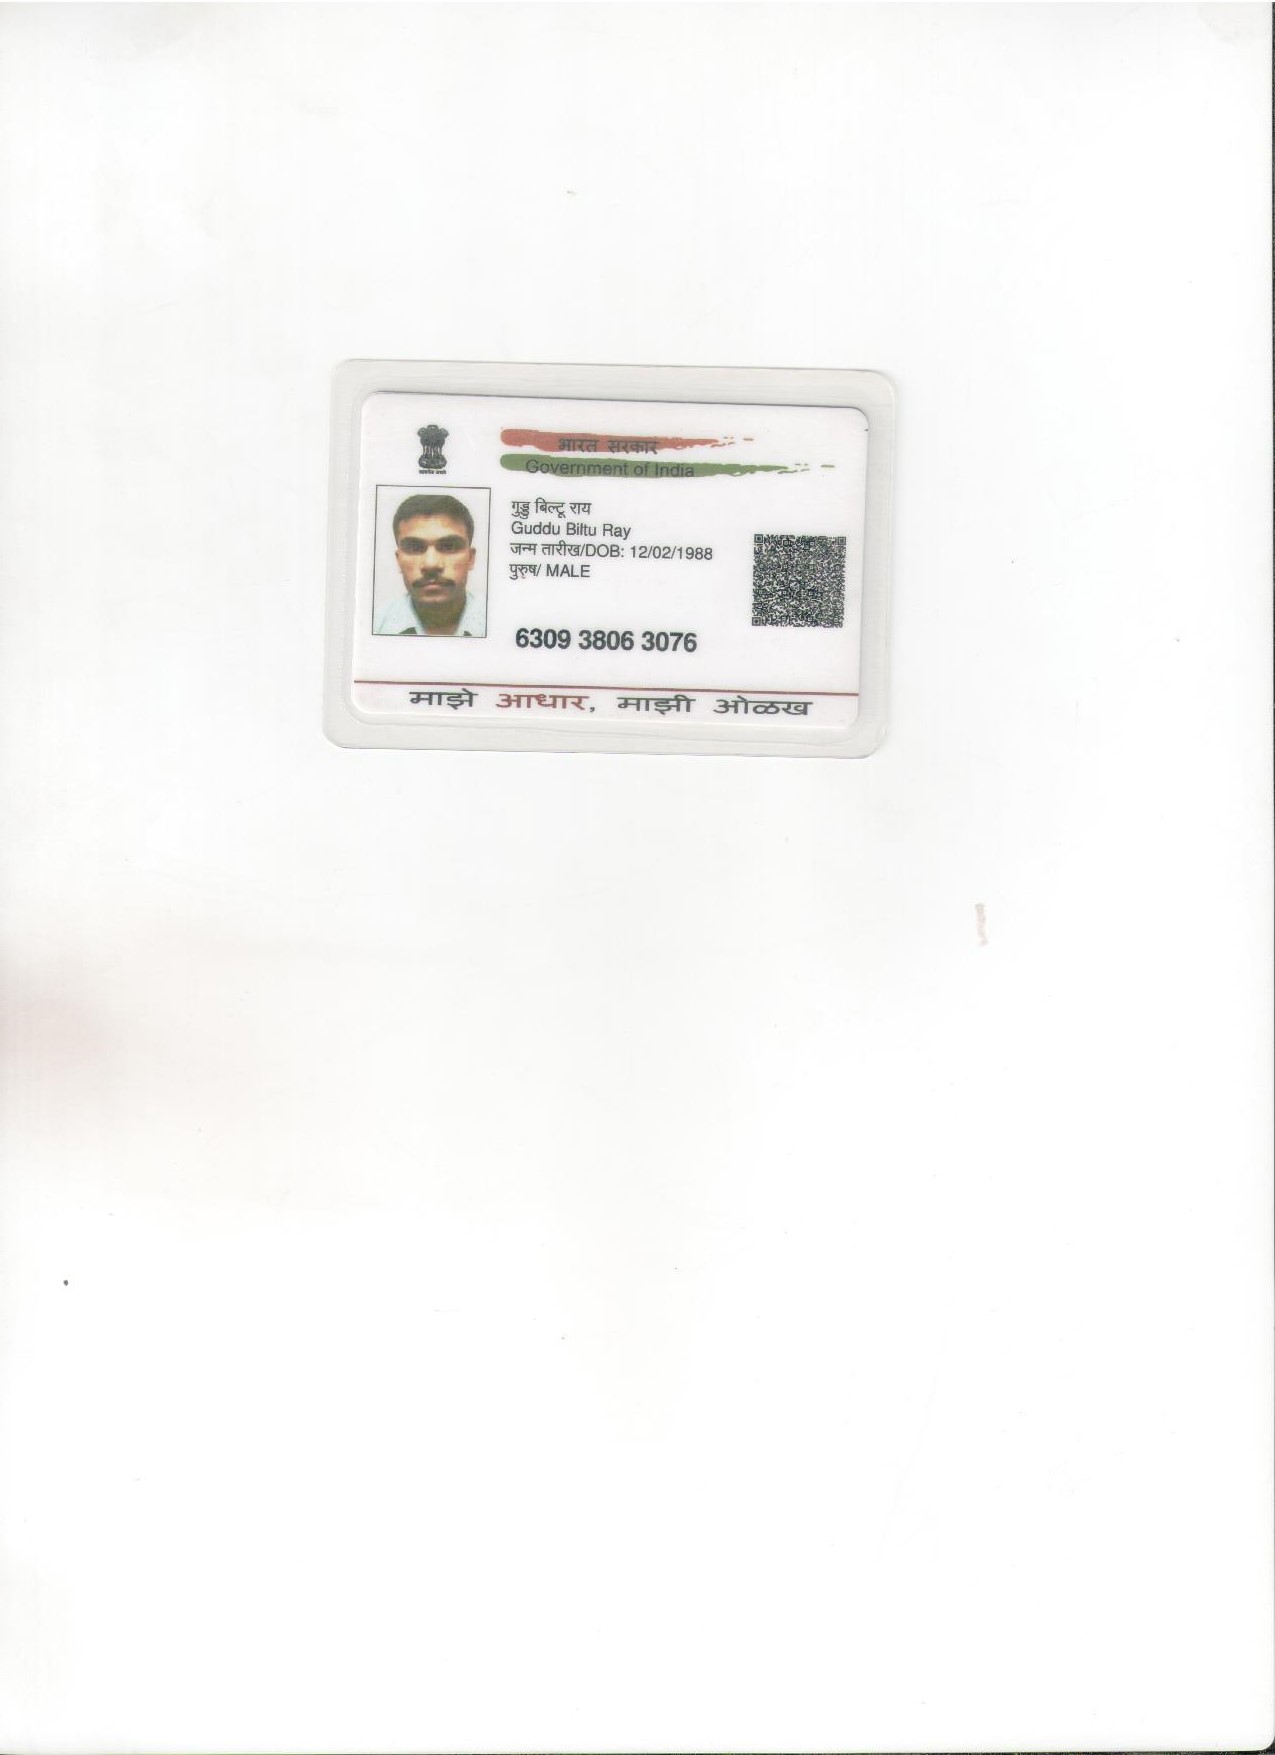 भारत सरकार
Government of India
गुड्डु बिल्टू राय
Guddu Biltu Ray
जन्म तारीख/DOB: 12/02/1988
पुरुष/ MALE
6309 3806 3076
माझे आधार, माझी ओळख